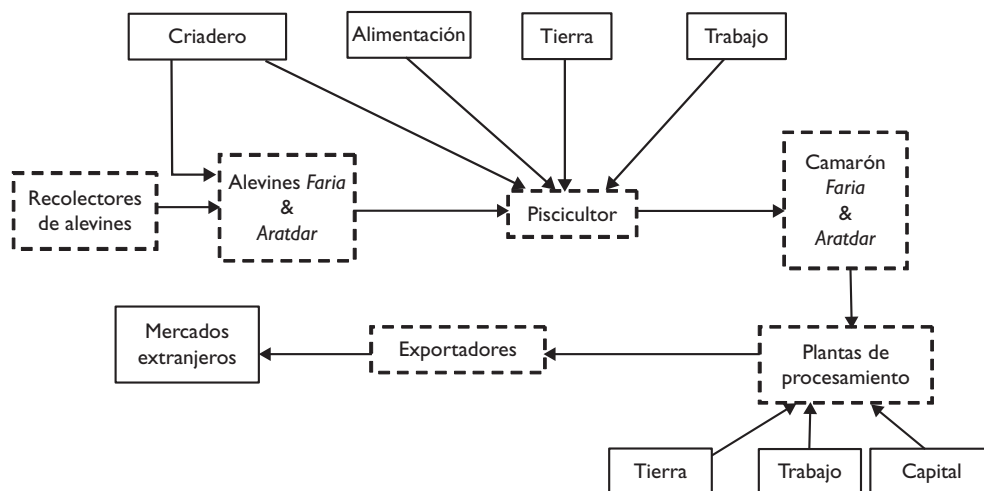 Criadero
Alimentación
Tierra
Trabajo
Recolectores
de alevines
Alevines Faria
&
Aratdar
Piscicultor
Camarón
Faria
&
Aratdar
Mercados
extranjeros
Exportadores
Plantas de
procesamiento
Tierra
Trabajo
Capital